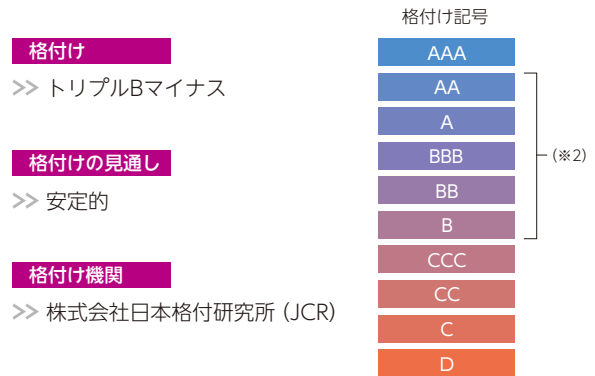 格付け
>> トリプルBマイナス
格付けの見通し
>> 安定的
格付け機関
>> 株式会社日本格付研究所（JCR）
格付け記号
AAA
AA
A
BBB
BB
B
CCC
CC
C
D
（※2）